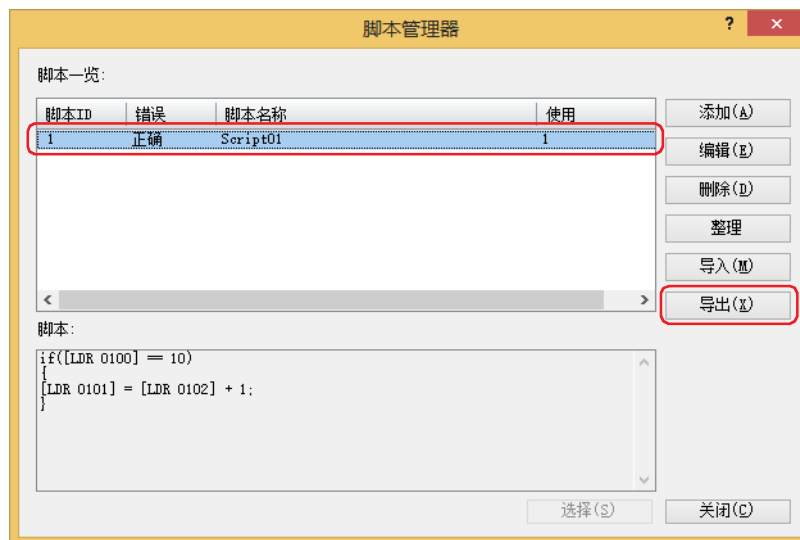 脚本管理器
?
脚本一览:
脚本ID 错误 脚本名称 使用
1 正确 Script01 1
添加(A)
编辑(E)
删除(D)
整理
导入(M)
导出(X)
脚本:
if([LDR 0100] == 10)
{
[LDR 0101] = [LDR 0102] + 1;
}
选择(S) 关闭(C)